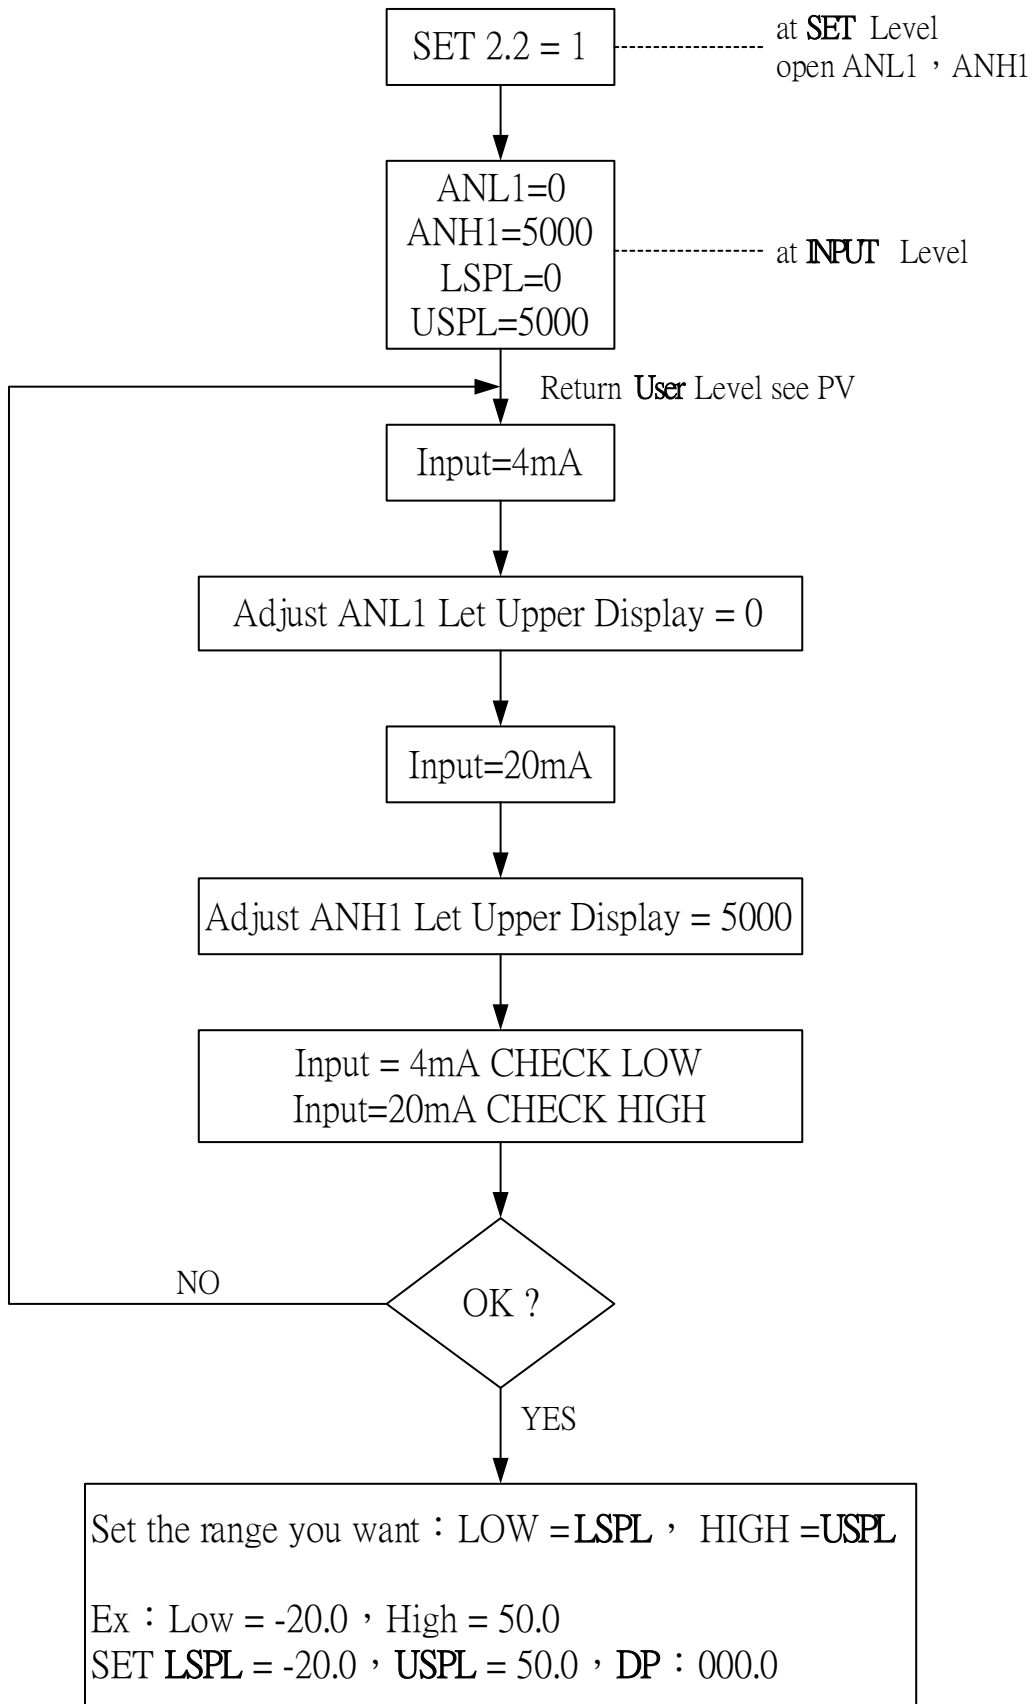 SET 2.2 = 1
at SET Level
open ANL1，ANH1
ANL1=0
ANH1=5000
LSPL=0
USPL=5000
at INPUT Level
Return User Level see PV
Input=4mA
Adjust ANL1 Let Upper Display = 0
Input=20mA
Adjust ANH1 Let Upper Display = 5000
Input = 4mA CHECK LOW
Input=20mA CHECK HIGH
NO
OK ?
YES
Set the range you want：LOW =LSPL， HIGH =USPL
Ex：Low = -20.0，High = 50.0
SET LSPL = -20.0，USPL = 50.0，DP：000.0